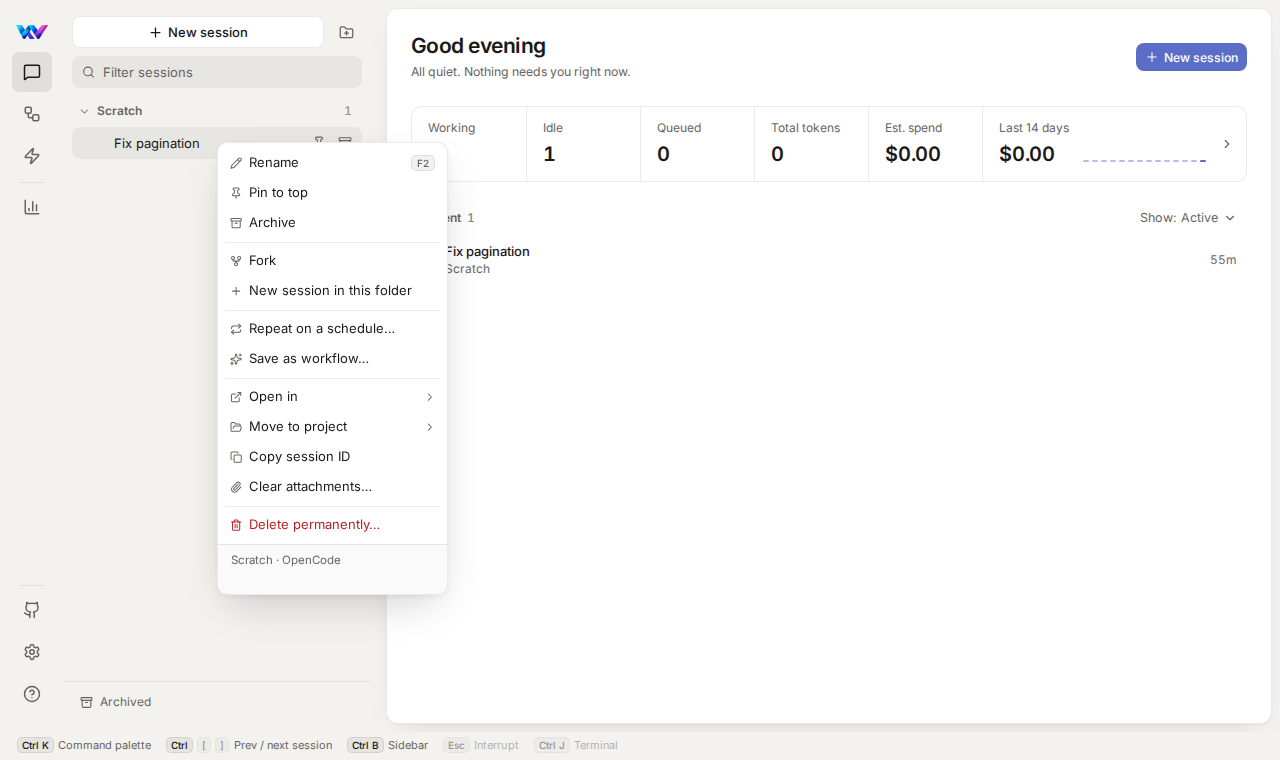 New session
Filter sessions
Scratch 1
Fix pagination
Rename F2
Pin to top
Archive
Fork
New session in this folder
Repeat on a schedule...
Save as workflow...
Open in
Move to project
Copy session ID
Clear attachments...
Delete permanently...
Scratch · OpenCode
Archived
Good evening
All quiet. Nothing needs you right now.
New session
Working
Idle
1
Queued
0
Total tokens
0
Est. spend
$0.00
Last 14 days
$0.00
1
Show: Active
Fix pagination
Scratch
55m
Ctrl K Command palette Ctrl [ ] Prev / next session Ctrl B Sidebar Esc Interrupt Ctrl J Terminal